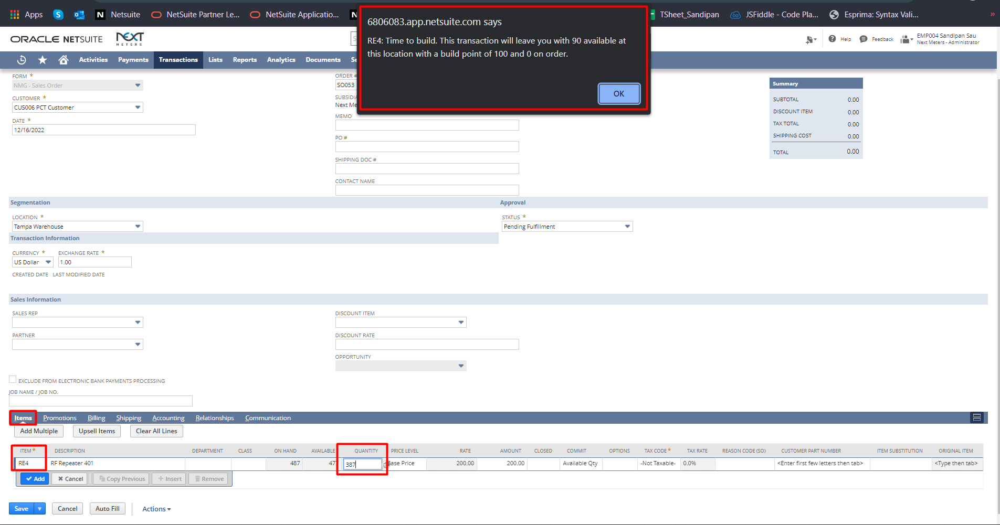 Apps
Netsuite
NetSuite Partner Le...
NetSuite Applicatio...
TSheet_Sandipan
JSFiddle - Code Pla...
Esprima: Syntax Vali...
»
6806083.app.netsuite.com says
RE4: Time to build. This transaction will leave you with 90 available at
this location with a build point of 100 and 0 on order.
OK
ORACLE NETSUITE
NEXT
METERS
Help
Feedback
EMP004 Sandipan Sau
Next Meters - Administrator
Activities
Payments
Transactions
Lists
Reports
Analytics
Documents
FORM *
NMG - Sales Order
CUSTOMER *
CUS006 PCT Customer
DATE *
12/16/2022
ORDER #
SO053
SUBSIDIA
Next Me
MEMO
PO #
SHIPPING DOC #
CONTACT NAME
Summary
SUBTOTAL 0.00
DISCOUNT ITEM 0.00
TAX TOTAL 0.00
SHIPPING COST 0.00
TOTAL 0.00
Segmentation
Approval
LOCATION *
Tampa Warehouse
STATUS *
Pending Fulfillment
Transaction Information
CURRENCY * EXCHANGE RATE *
US Dollar 1.00
CREATED DATE LAST MODIFIED DATE
Sales Information
SALES REP
PARTNER
DISCOUNT ITEM
DISCOUNT RATE
OPPORTUNITY
EXCLUDE FROM ELECTRONIC BANK PAYMENTS PROCESSING
JOB NAME / JOB NO.
Items Promotions Billing Shipping Accounting Relationships Communication
Add Multiple Upsell Items Clear All Lines
ITEM * DESCRIPTION DEPARTMENT CLASS ON HAND AVAILABLE QUANTITY PRICE LEVEL RATE AMOUNT CLOSED COMMIT OPTIONS TAX CODE * TAX RATE REASON CODE (SO) CUSTOMER PART NUMBER ITEM SUBSTITUTION ORIGINAL ITEM
RE4 RF Repeater 401 487 477 387 Base Price 200.00 200.00 Available Qty -Not Taxable- 0.0% <Enter first few letters then tab> <Type then tab>
Add Cancel Copy Previous Insert Remove
Save Cancel Auto Fill Actions